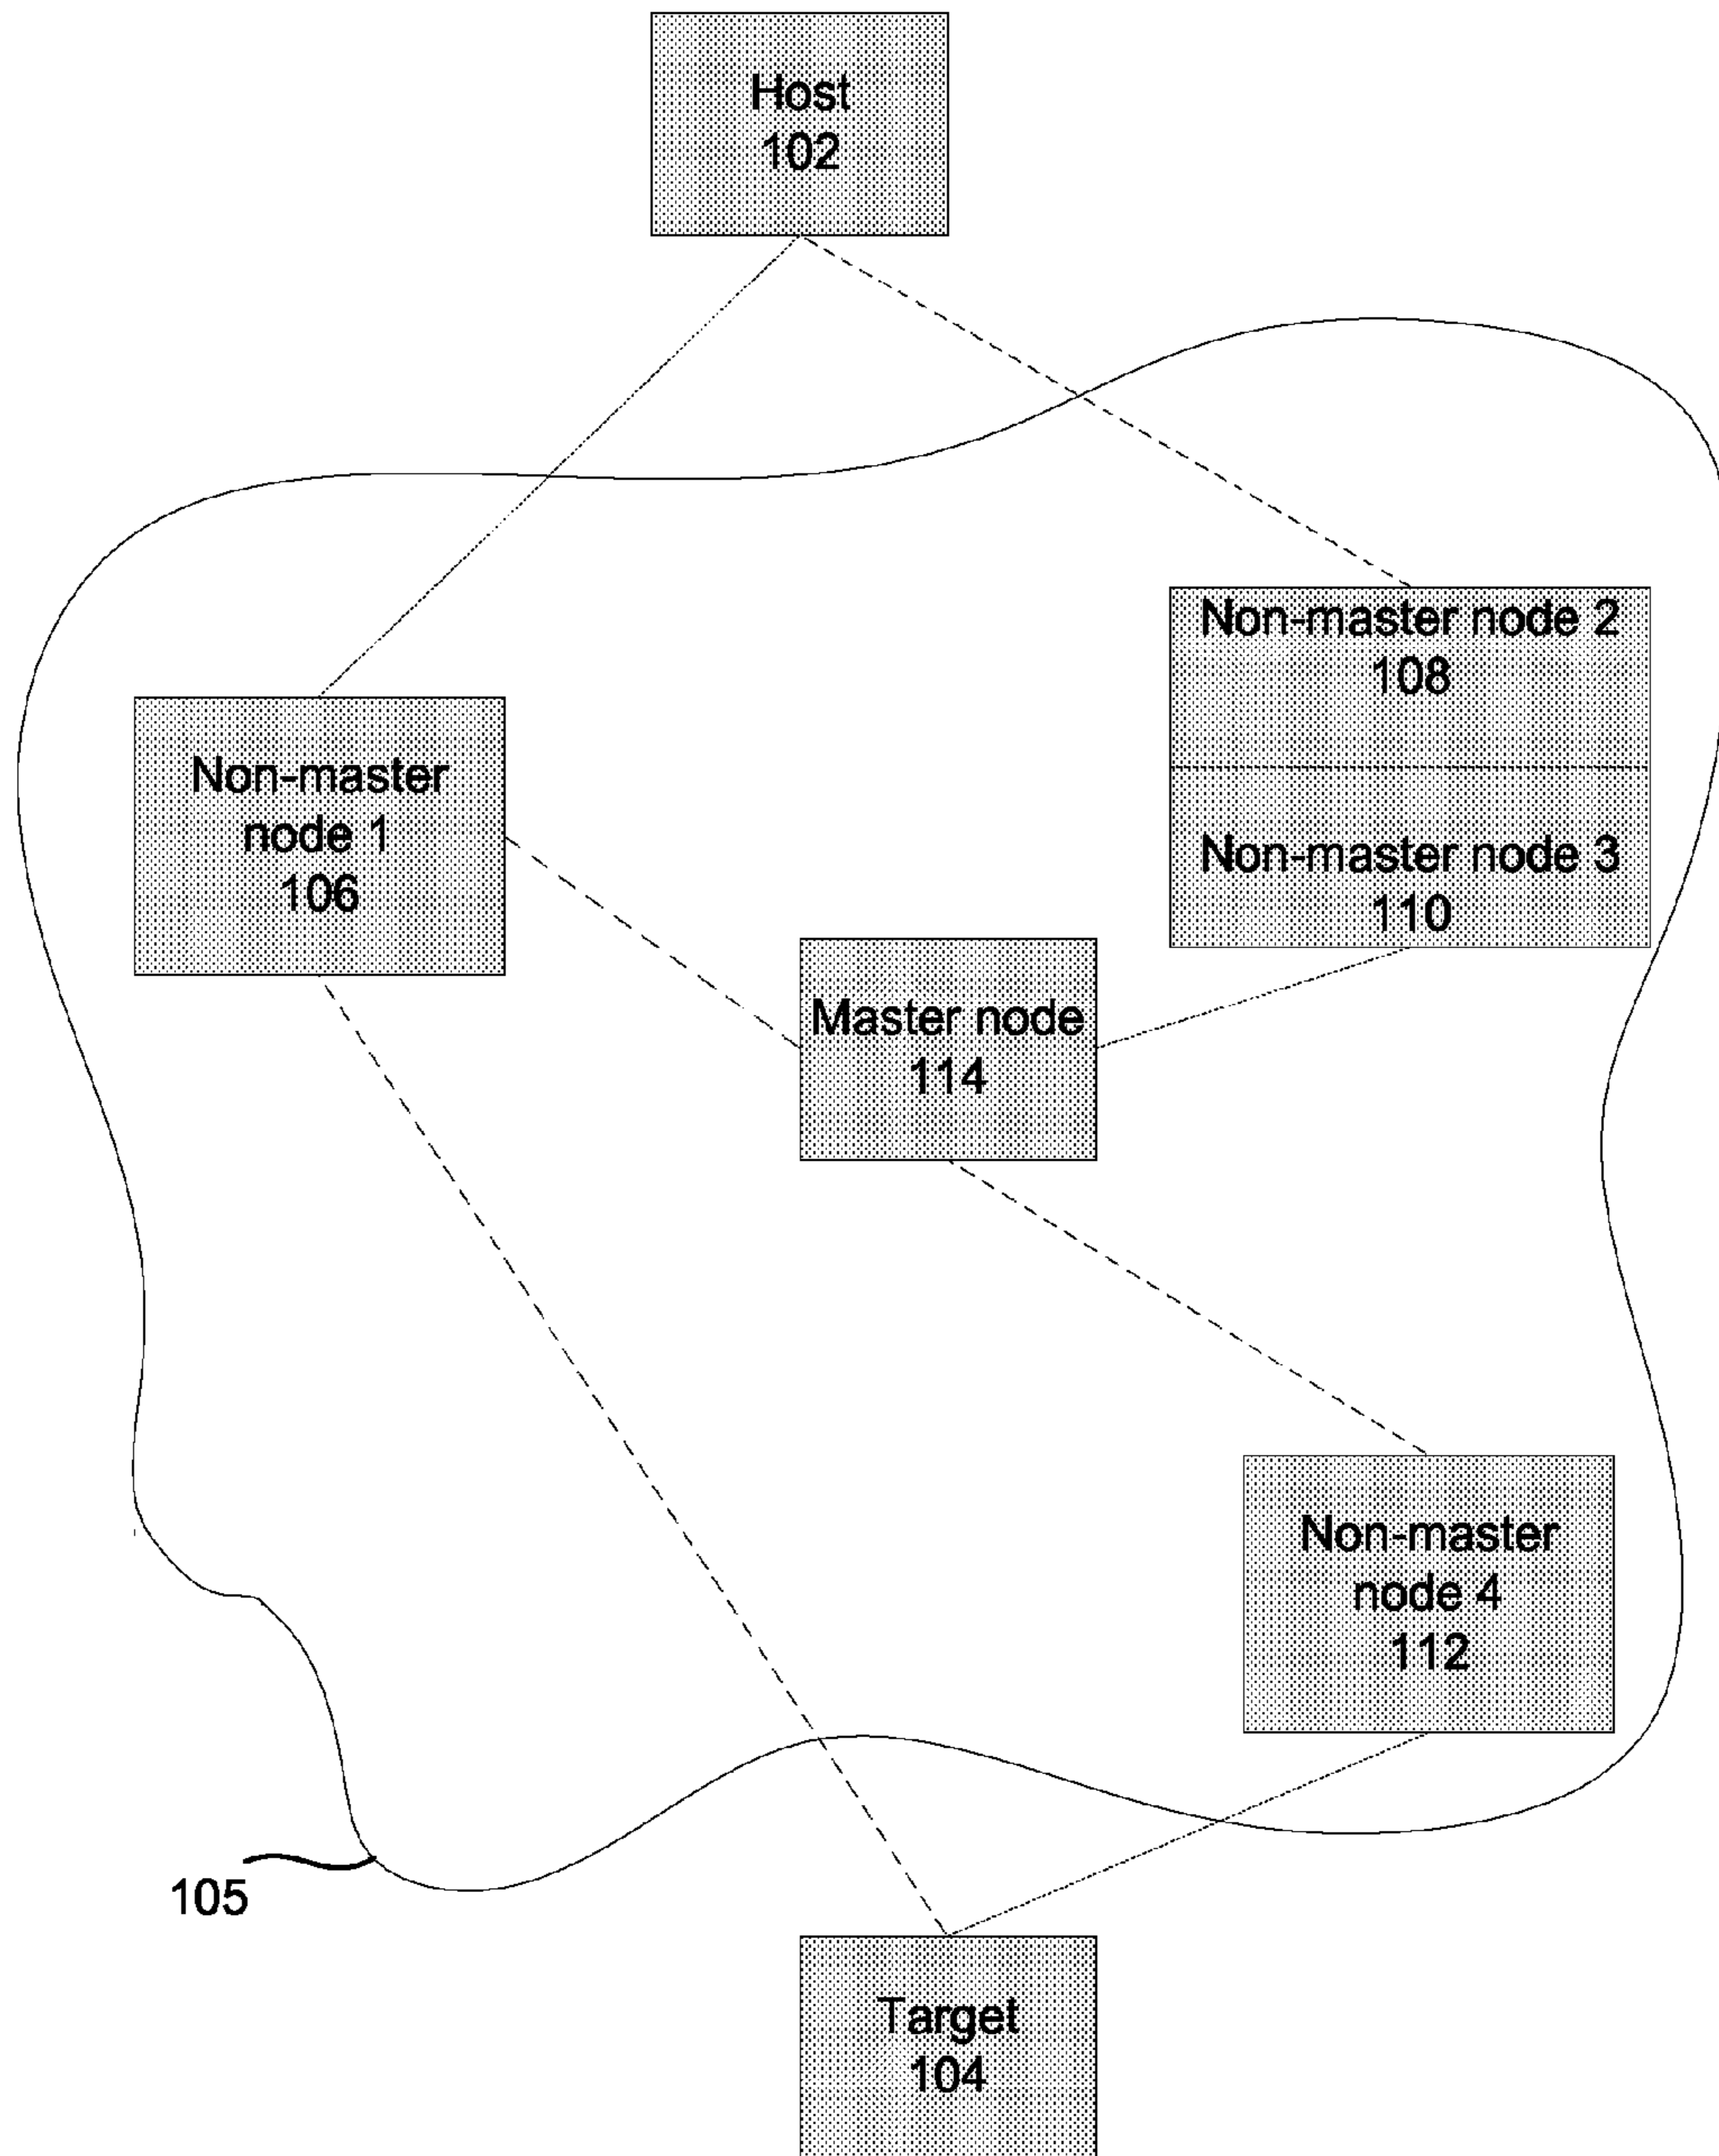 Host
102
Non-master node 2
108
Non-master
node 1
106
Non-master node 3
110
Master node
114
Non-master
node 4
112
105
Target
104